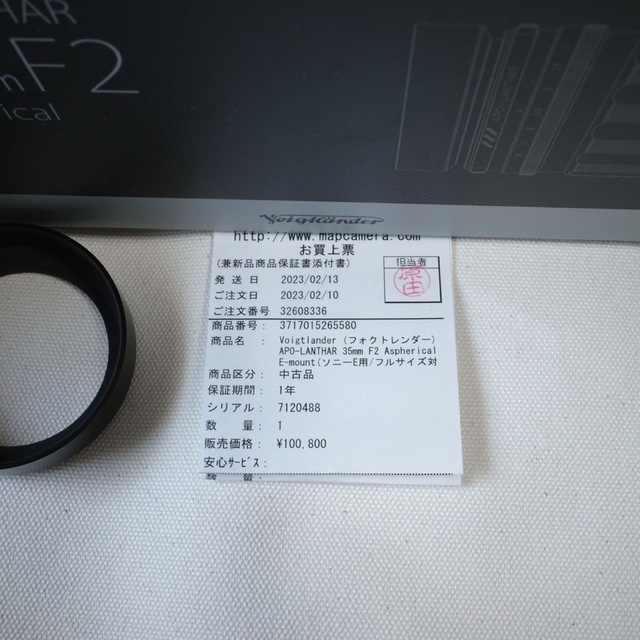 HAR
mF2
ical
APO-LANTHAR
Voigtländer
http://www.mapcamera.com
お買上票
(兼新品商品保証書添付書)
担当者
原田
発 送 日 2023/02/13
ご注文日 2023/02/10
ご注文番号 32608336
商品番号: 3717015265580
商品名 : Voigtlander (フォクトレンダー)
APO-LANTHAR 35mm F2 Aspherical
E-mount(ソニーE用/フルサイズ対
商品区分: 中古品
保証期間: 1年
シリアル: 7120488
数 量: 1
販売価格: ¥100,800
安心ｻｰﾋﾞｽ: